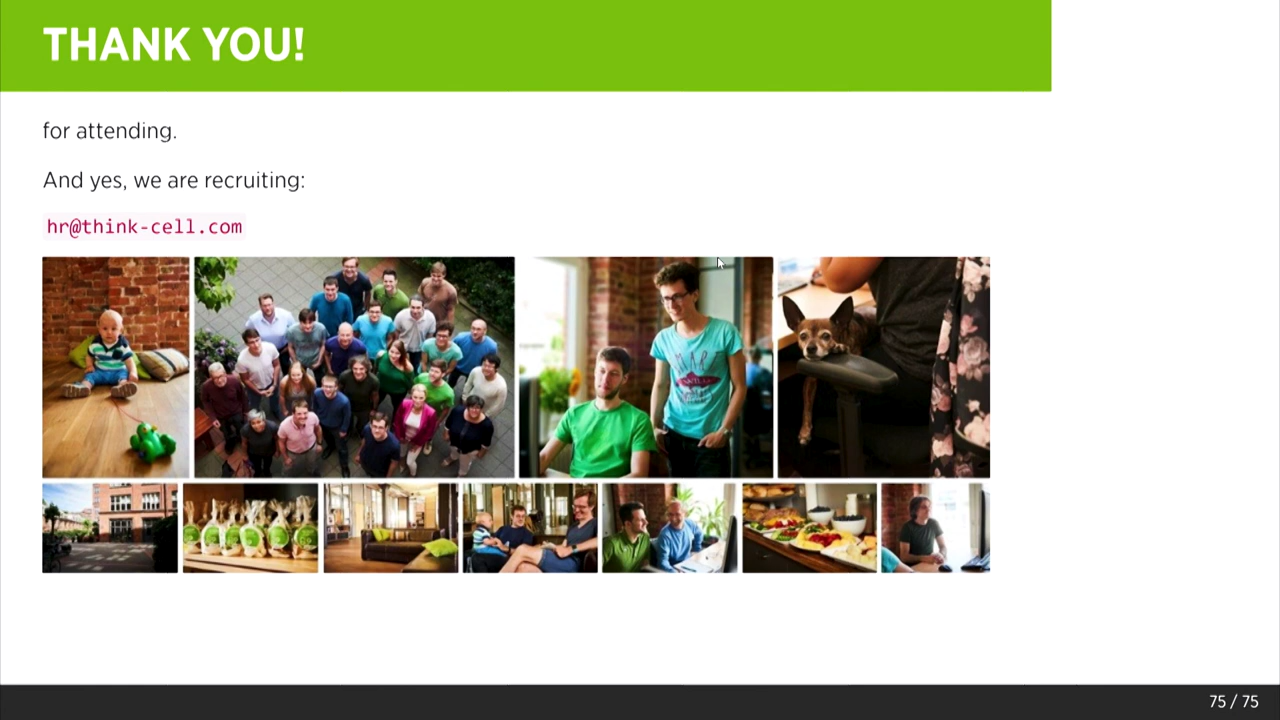 THANK YOU!
for attending.
And yes, we are recruiting:
hr@think-cell.com
75 / 75